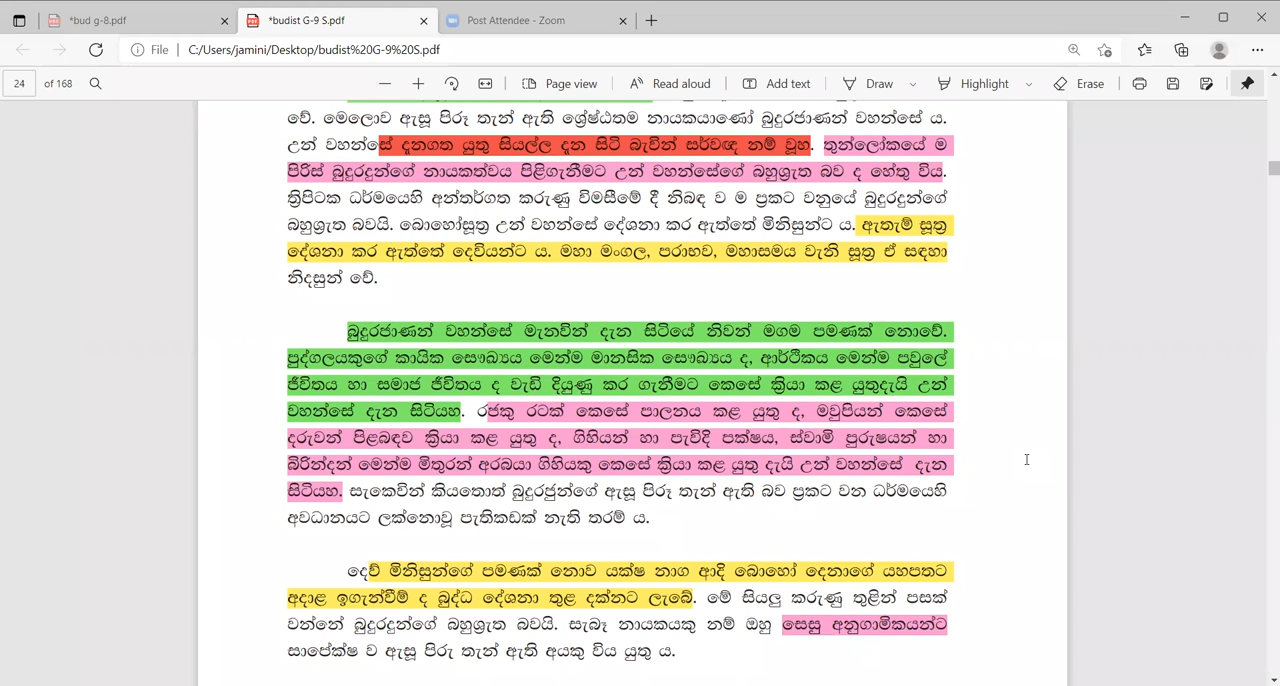 *bud g-8.pdf
*budist G-9 S.pdf
Post Attendee - Zoom
File
C:/Users/jamini/Desktop/budist%20G-9%20S.pdf
24 of 168
Page view
Read aloud
Add text
Draw
Highlight
Erase
වේ. මෙලොව ඇසූ පිරූ තැන් ඇති ශ්‍රේෂ්ඨතම නායකයාණෝ බුදුරජාණන් වහන්සේ ය.
උන් වහන්සේ දැනගත යුතු සියල්ල දැන සිටි බැවින් සර්වඥ නම් වූහ. තුන්ලෝකයේ ම
පිරිස් බුදුරදුන්ගේ නායකත්වය පිළිගැනීමට උන් වහන්සේගේ බහුශ්‍රැත බව ද හේතු විය.
ත්‍රිපිටක ධර්මයෙහි අන්තර්ගත කරුණු විමසීමේ දී නිබඳ ව ම ප්‍රකට වනුයේ බුදුරදුන්ගේ
බහුශ්‍රැත බවයි. බොහෝසූත්‍ර උන් වහන්සේ දේශනා කර ඇත්තේ මිනිසුන්ට ය. ඇතැම් සූත්‍ර
දේශනා කර ඇත්තේ දෙවියන්ට ය. මහා මංගල, පරාභව, මහාසමය වැනි සූත්‍ර ඒ සඳහා
නිදසුන් වේ.
බුදුරජාණන් වහන්සේ මැනවින් දැන සිටියේ නිවන් මගම පමණක් නොවේ.
පුද්ගලයකුගේ කායික සෞඛ්‍යය මෙන්ම මානසික සෞඛ්‍යය ද, ආර්ථිකය මෙන්ම පවුලේ
ජීවිතය හා සමාජ ජීවිතය ද වැඩි දියුණු කර ගැනීමට කෙසේ ක්‍රියා කළ යුතුදැයි උන්
වහන්සේ දැන සිටියහ. රජකු රටක් කෙසේ පාලනය කළ යුතු ද, මවුපියන් කෙසේ
දරුවන් පිළබඳව ක්‍රියා කළ යුතු ද, ගිහියන් හා පැවිදි පක්ෂය, ස්වාමි පුරුෂයන් හා
බිරින්දන් මෙන්ම මිතුරන් අරබයා ගිහියකු කෙසේ ක්‍රියා කළ යුතු දැයි උන් වහන්සේ දැන
සිටියහ. සැකෙවින් කියතොත් බුදුරජුන්ගේ ඇසූ පිරූ තැන් ඇති බව ප්‍රකට වන ධර්මයෙහි
අවධානයට ලක්නොවූ පැතිකඩක් නැති තරම් ය.
දෙව් මිනිසුන්ගේ පමණක් නොව යක්ෂ නාග ආදි බොහෝ දෙනාගේ යහපතට
අදාළ ඉගැන්වීම් ද බුද්ධ දේශනා තුළ දක්නට ලැබේ. මේ සියලු කරුණු තුළින් පසක්
වන්නේ බුදුරදුන්ගේ බහුශ්‍රැත බවයි. සැබෑ නායකයකු නම් ඔහු සෙසු අනුගාමිකයන්ට
සාපේක්ෂ ව ඇසූ පිරූ තැන් ඇති අයකු විය යුතු ය.